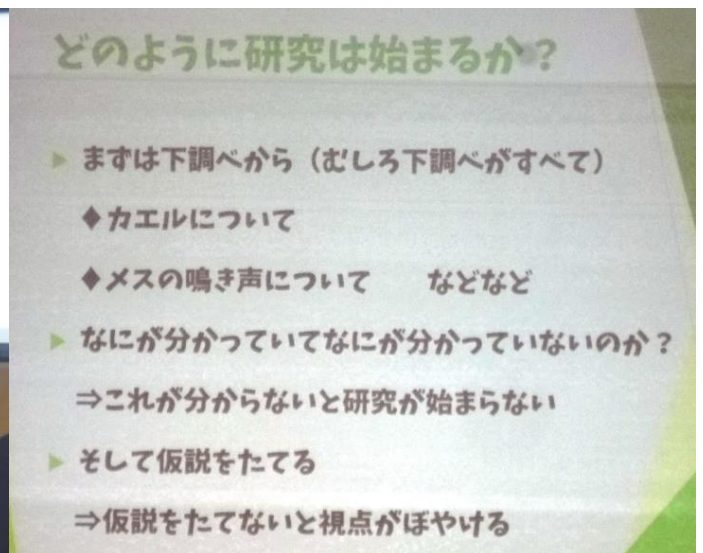 どのように研究は始まるか？
▶ まずは下調べから（むしろ下調べがすべて）
◆カエルについて
◆メスの鳴き声について　　などなど
▶ なにが分かっていてなにが分かっていないのか？
⇒これが分からないと研究が始まらない
▶ そして仮説をたてる
⇒仮説をたてないと視点がぼやける